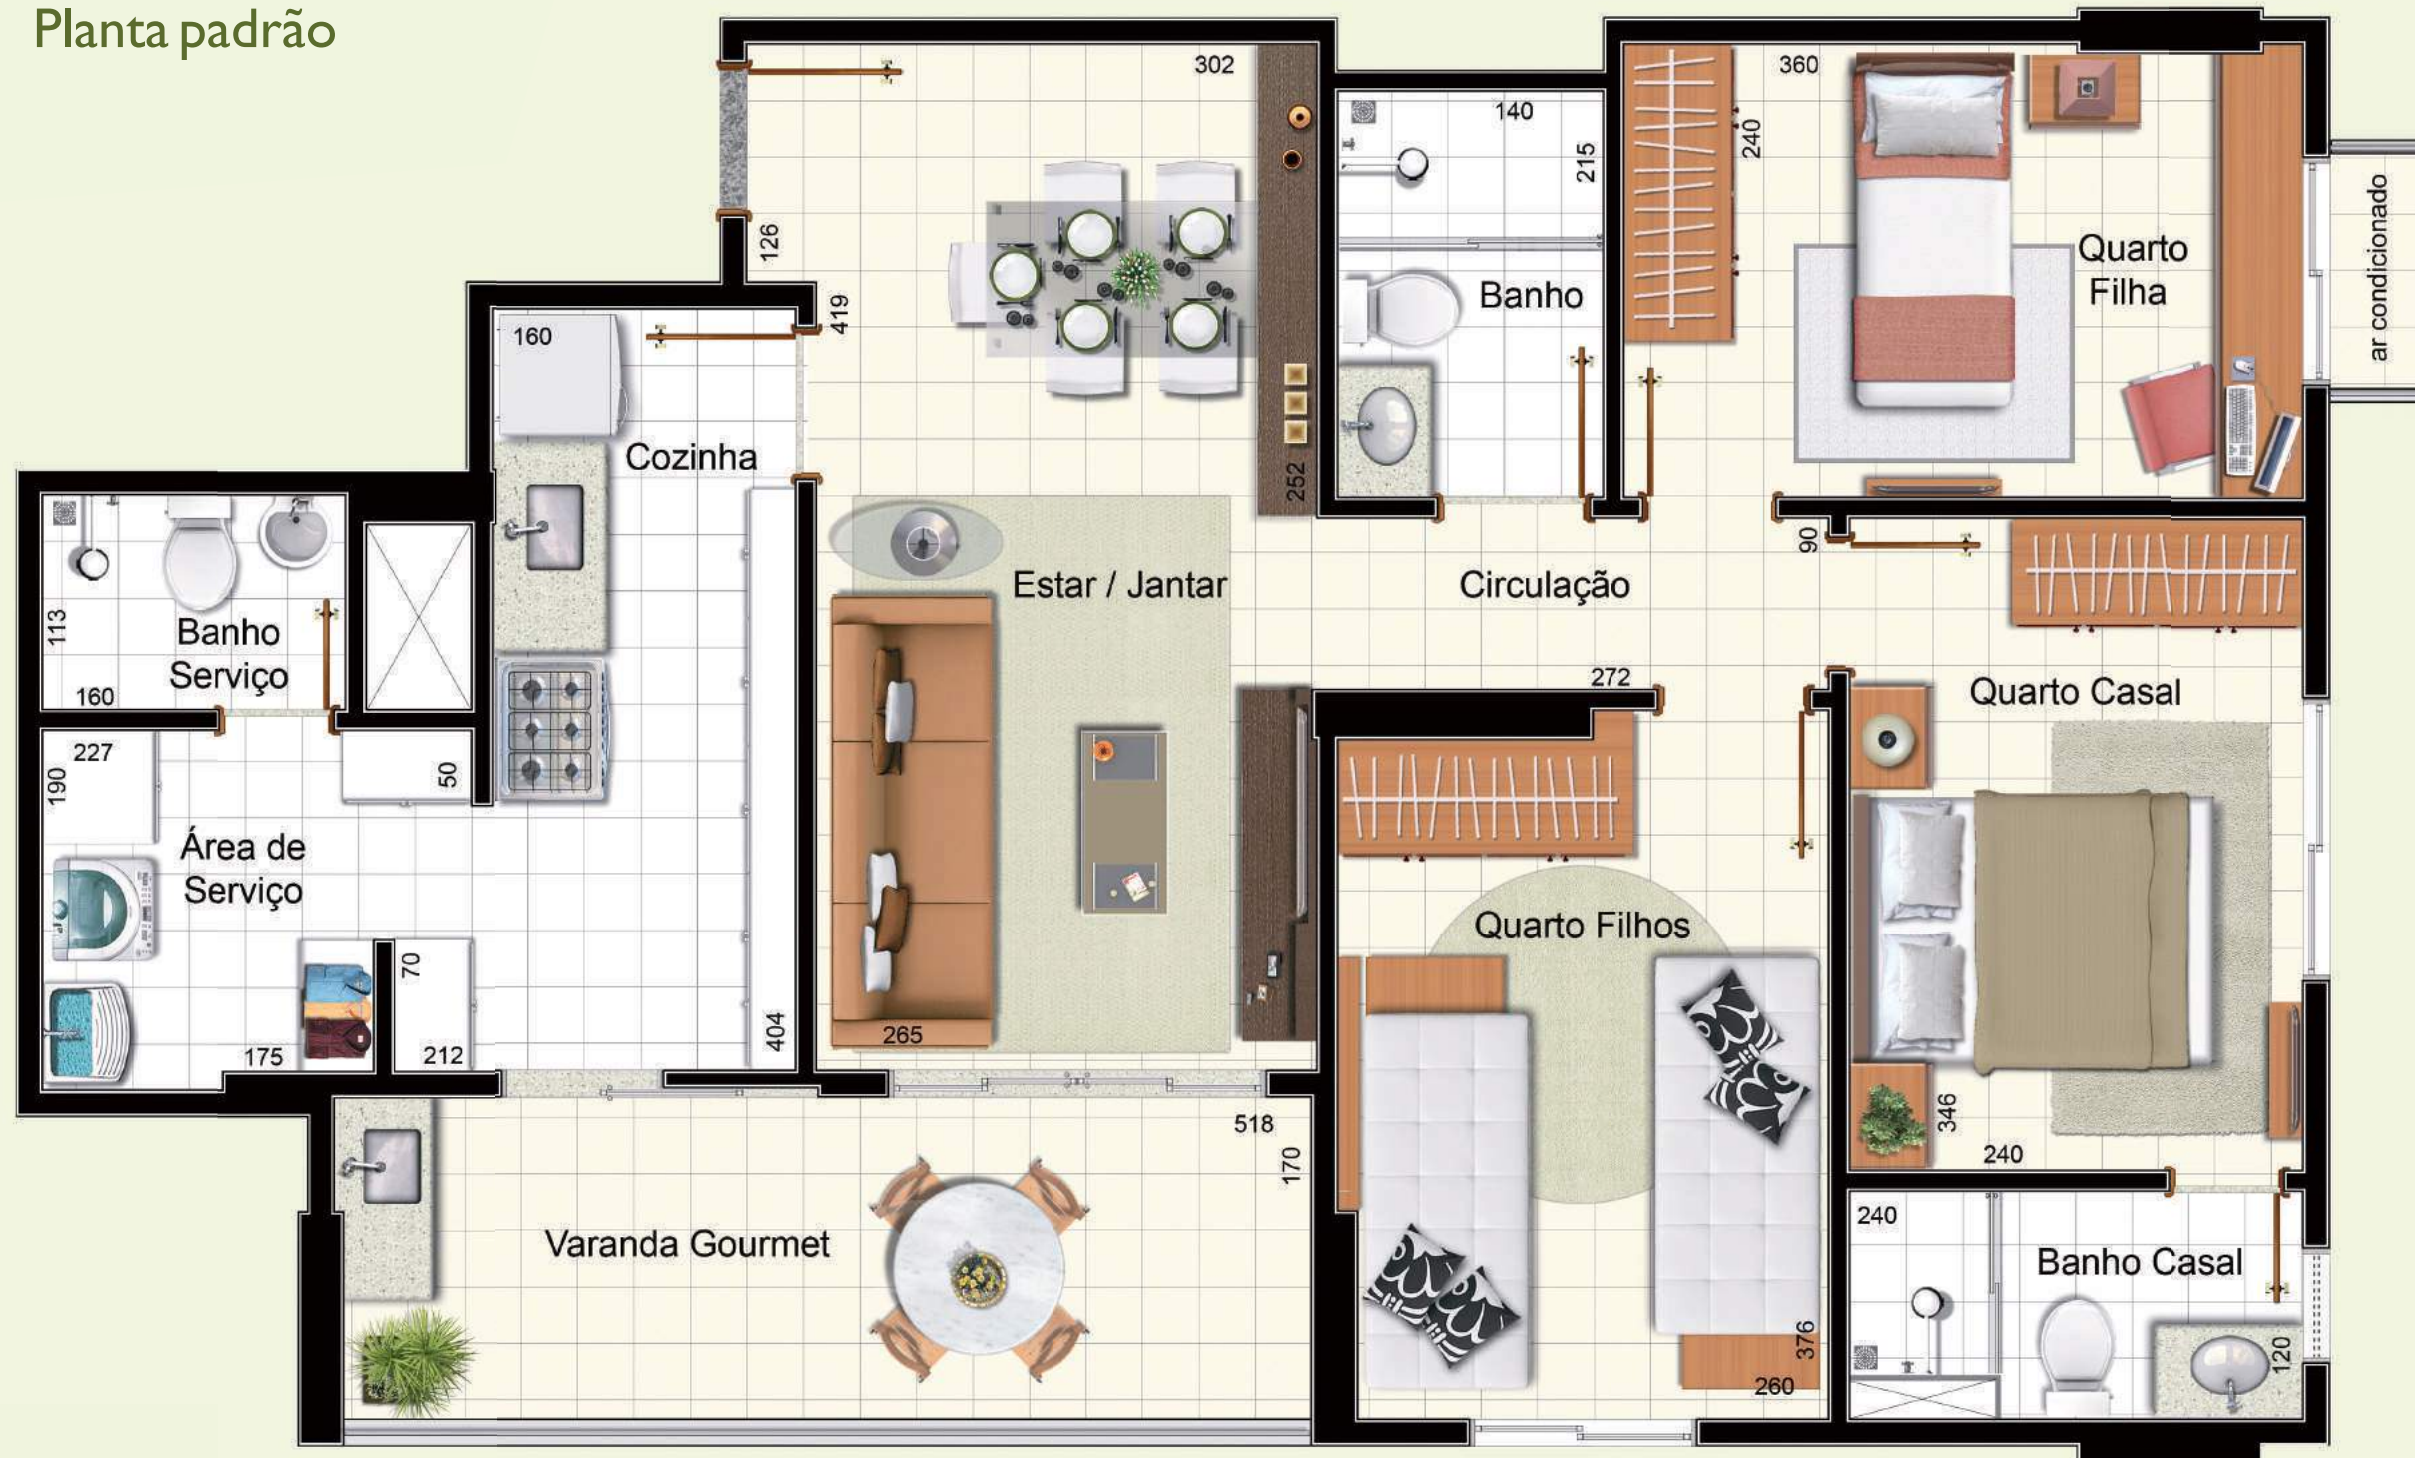 Planta padrão
302
360
140
240
215
126
Quarto
Filha
ar condicionado
Banho
419
160
Cozinha
252
90
Estar / Jantar
Circulação
113
Banho
Serviço
160
272
Quarto Casal
227
190
50
Área de
Serviço
Quarto Filhos
70
175
212
404
265
518
170
346
240
Varanda Gourmet
240
Banho Casal
376
120
260